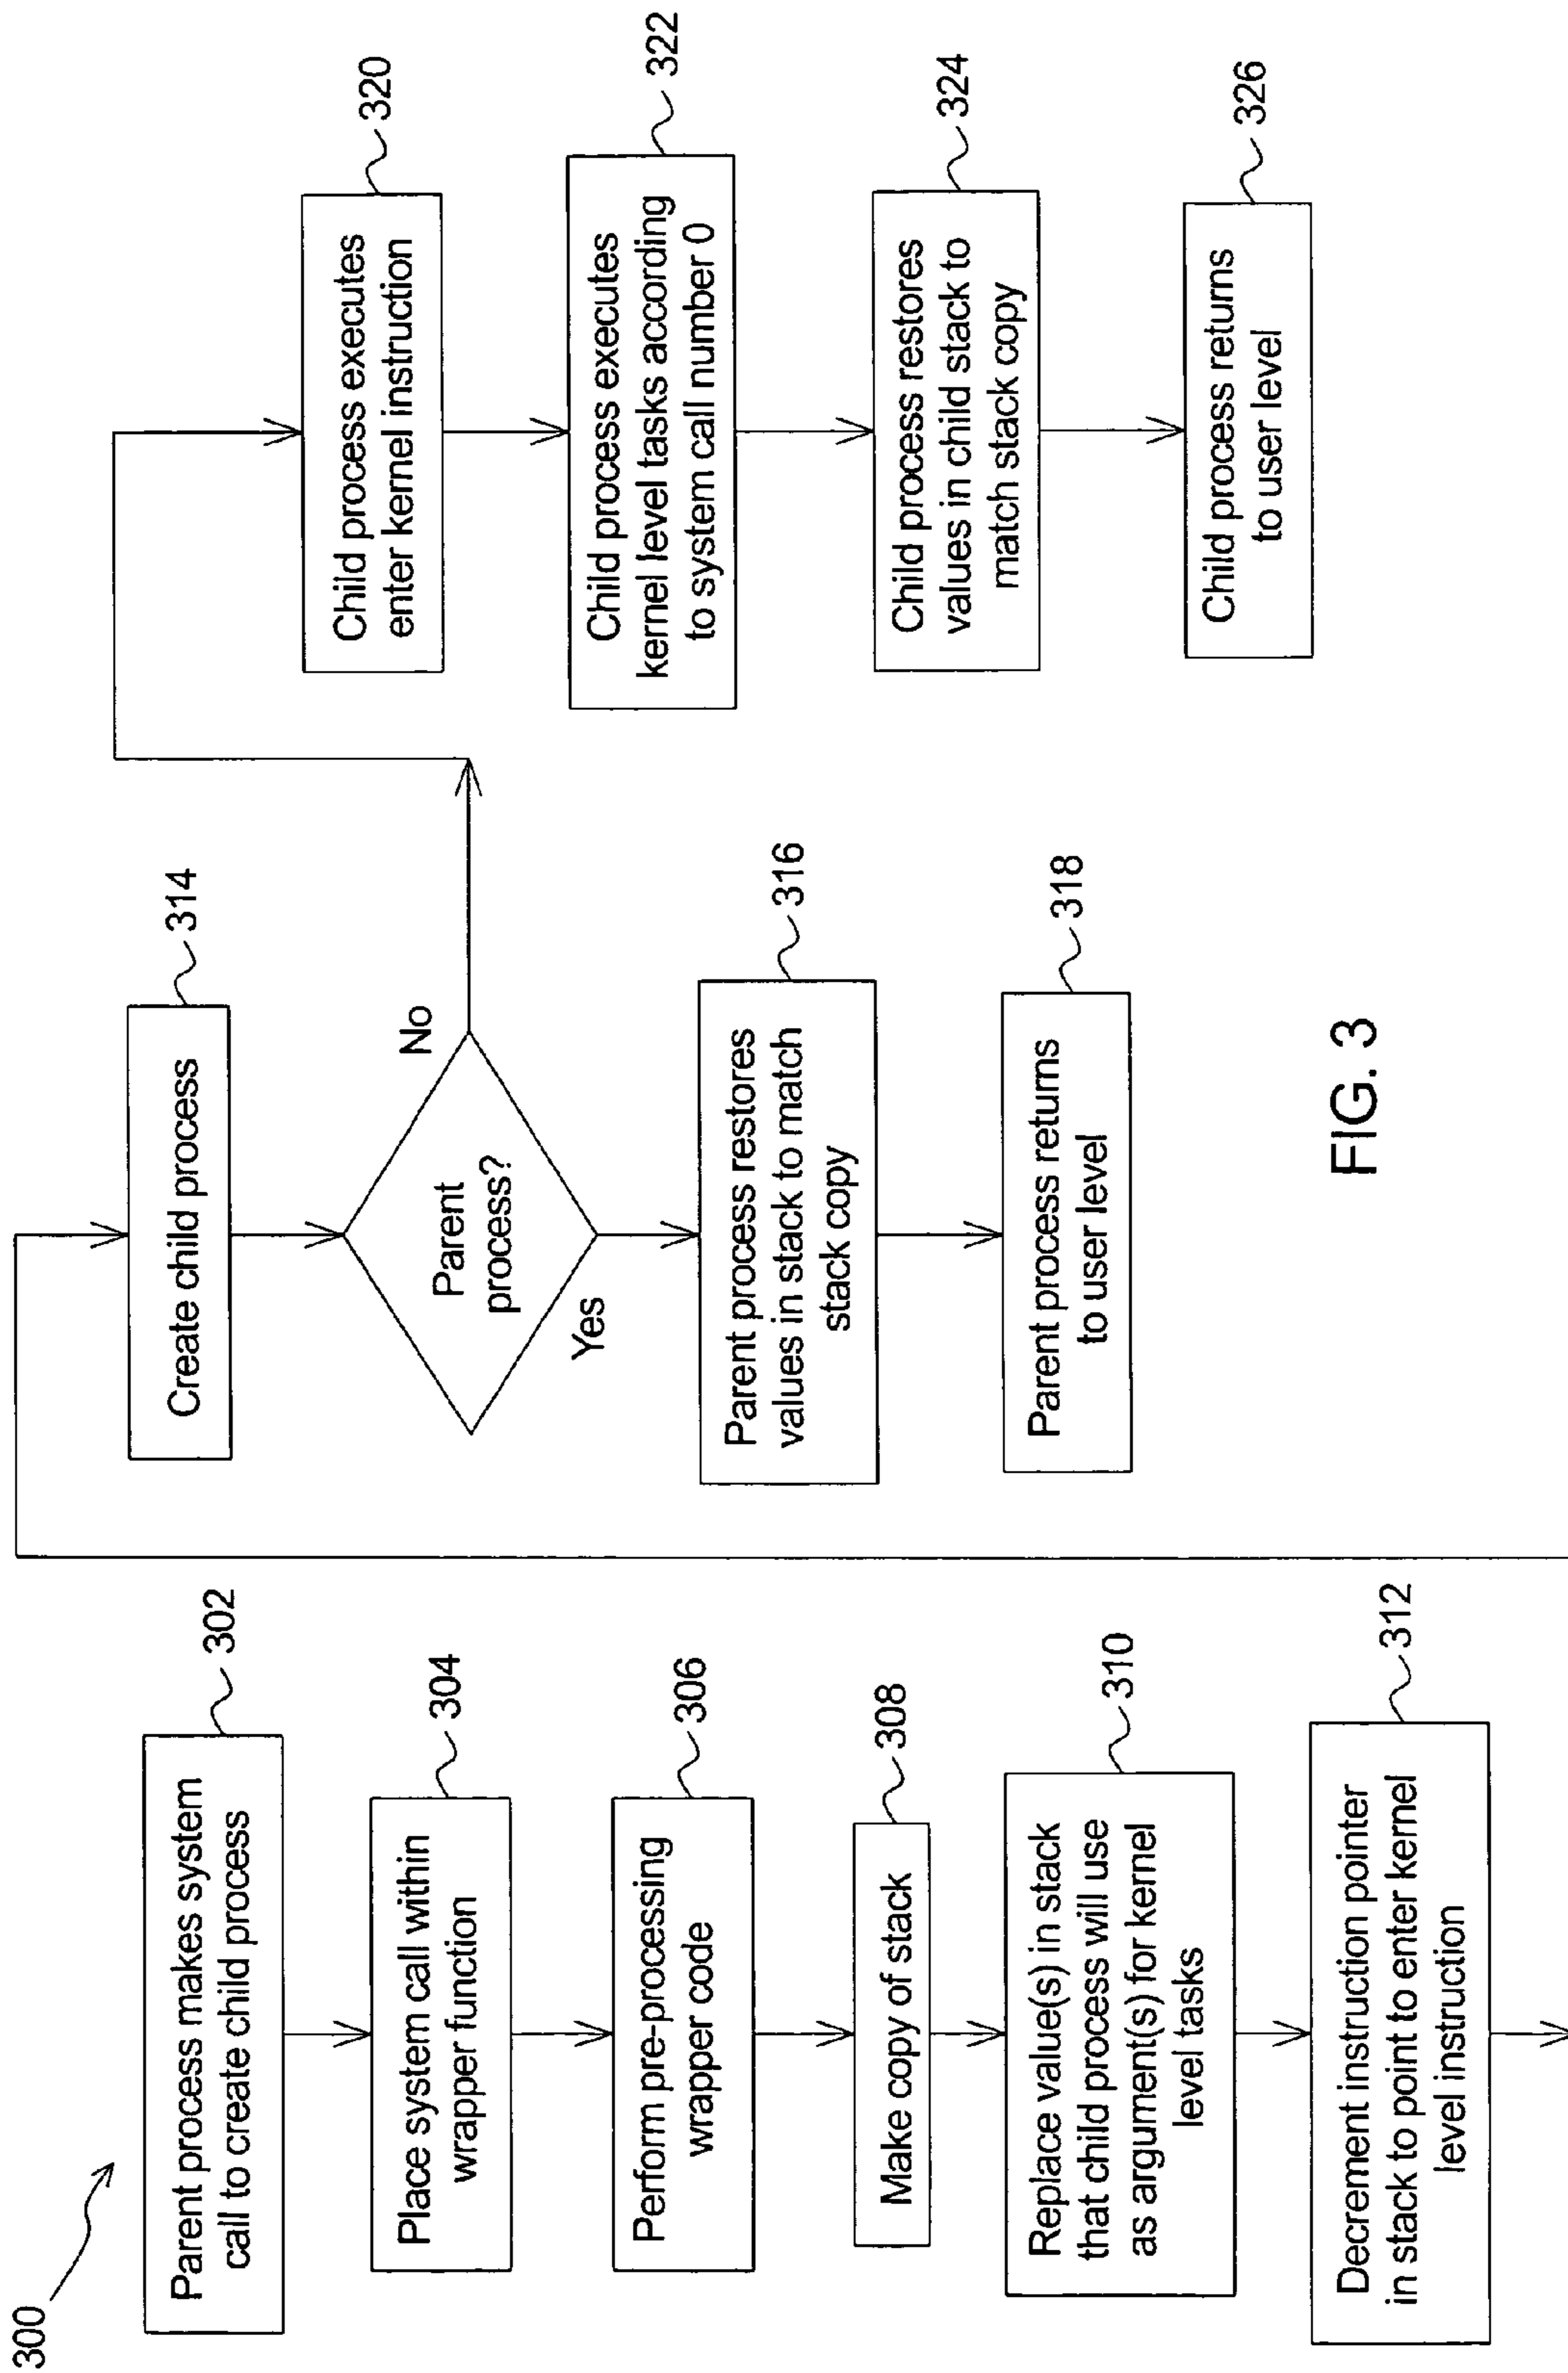 300
Parent process makes system
call to create child process
302
Place system call within
wrapper function
304
Perform pre-processing
wrapper code
306
Make copy of stack
308
Replace value(s) in stack
that child process will use
as argument(s) for kernel
level tasks
310
Decrement instruction pointer
in stack to point to enter kernel
level instruction
312
Create child process
314
Parent
process?
No
Yes
Parent process restores
values in stack to match
stack copy
316
Parent process returns
to user level
318
Child process executes
enter kernel instruction
320
Child process executes
kernel level tasks according
to system call number 0
322
Child process restores
values in child stack to
match stack copy
324
Child process returns
to user level
326
FIG. 3